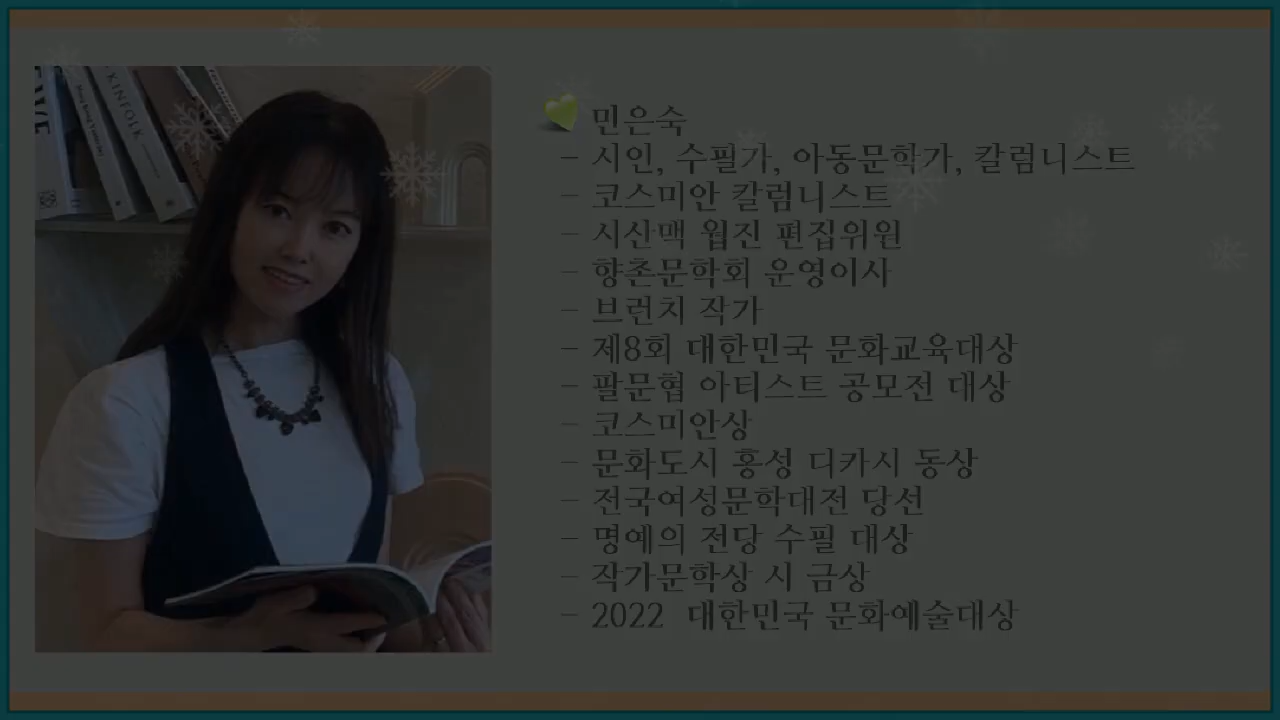 KINFOLK
민은숙
- 시인, 수필가, 아동문학가, 칼럼니스트
- 코스미안 칼럼니스트
- 시산맥 웹진 편집위원
- 향촌문학회 운영이사
- 브런치 작가
- 제8회 대한민국 문화교육대상
- 팔문협 아티스트 공모전 대상
- 코스미안상
- 문화도시 홍성 디카시 동상
- 전국여성문학대전 당선
- 명예의 전당 수필 대상
- 작가문학상 시 금상
- 2022 대한민국 문화예술대상